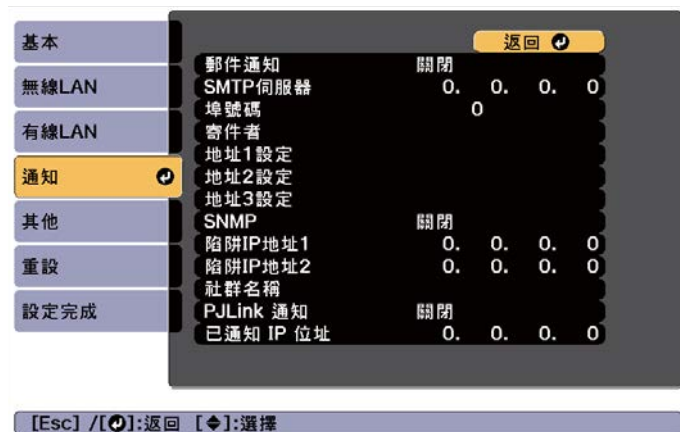 基本
無線LAN
有線LAN
通知
其他
重設
設定完成
返回
郵件通知 關閉
SMTP伺服器 0. 0. 0. 0
埠號碼 0
寄件者
地址1設定
地址2設定
地址3設定
SNMP 關閉
陷阱IP地址1 0. 0. 0. 0
陷阱IP地址2 0. 0. 0. 0
社群名稱
PJLink 通知 關閉
已通知 IP 位址 0. 0. 0. 0
[Esc] /[⏎]:返回 [◆]:選擇